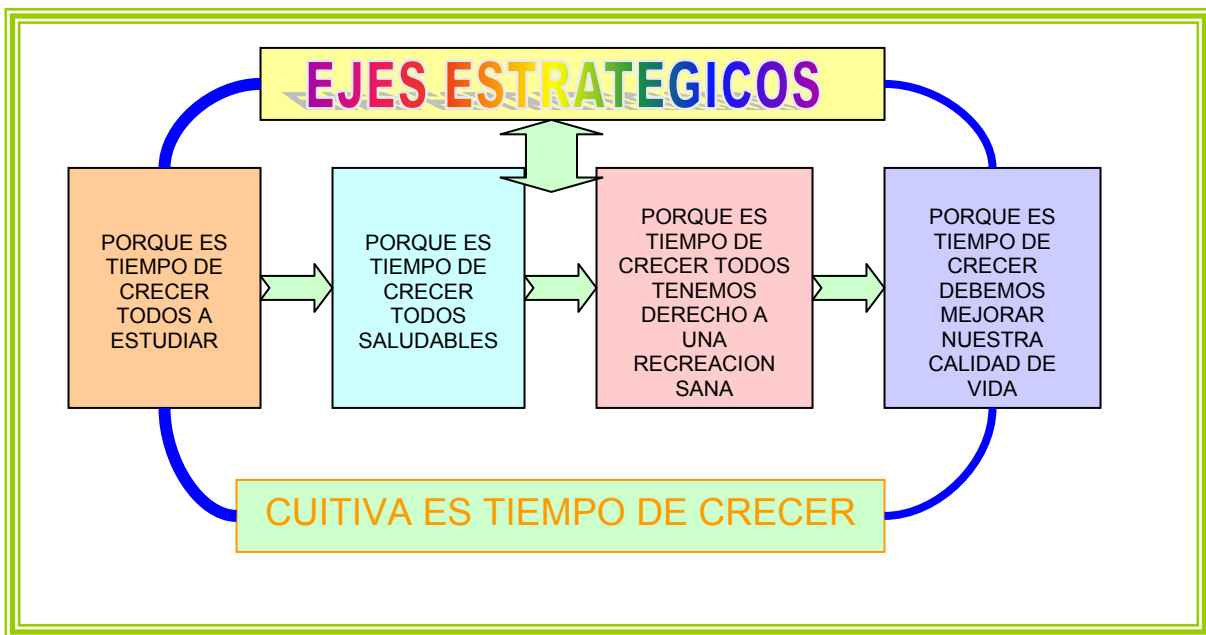 EJES ESTRATEGICOS
PORQUE ES
TIEMPO DE
CRECER
TODOS A
ESTUDIAR
PORQUE ES
TIEMPO DE
CRECER
TODOS
SALUDABLES
PORQUE ES
TIEMPO DE
CRECER TODOS
TENEMOS
DERECHO A
UNA
RECREACION
SANA
PORQUE ES
TIEMPO DE
CRECER
DEBEMOS
MEJORAR
NUESTRA
CALIDAD DE
VIDA
CUITIVA ES TIEMPO DE CRECER